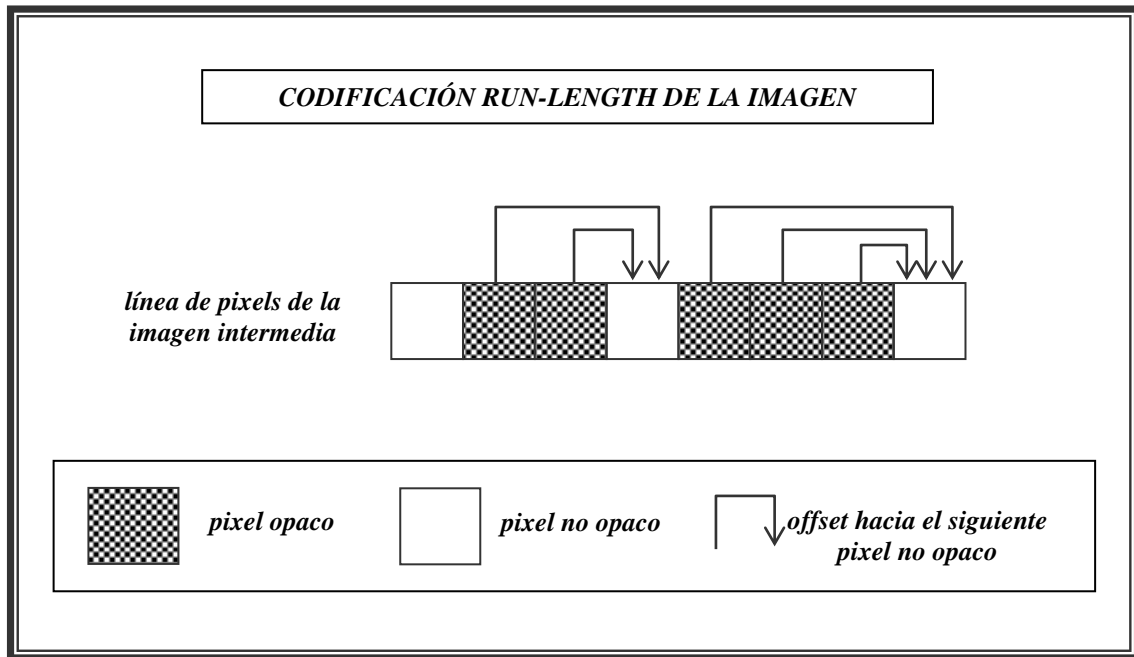 CODIFICACIÓN RUN-LENGTH DE LA IMAGEN
línea de pixels de la
imagen intermedia
pixel opaco
pixel no opaco
offset hacia el siguiente
pixel no opaco